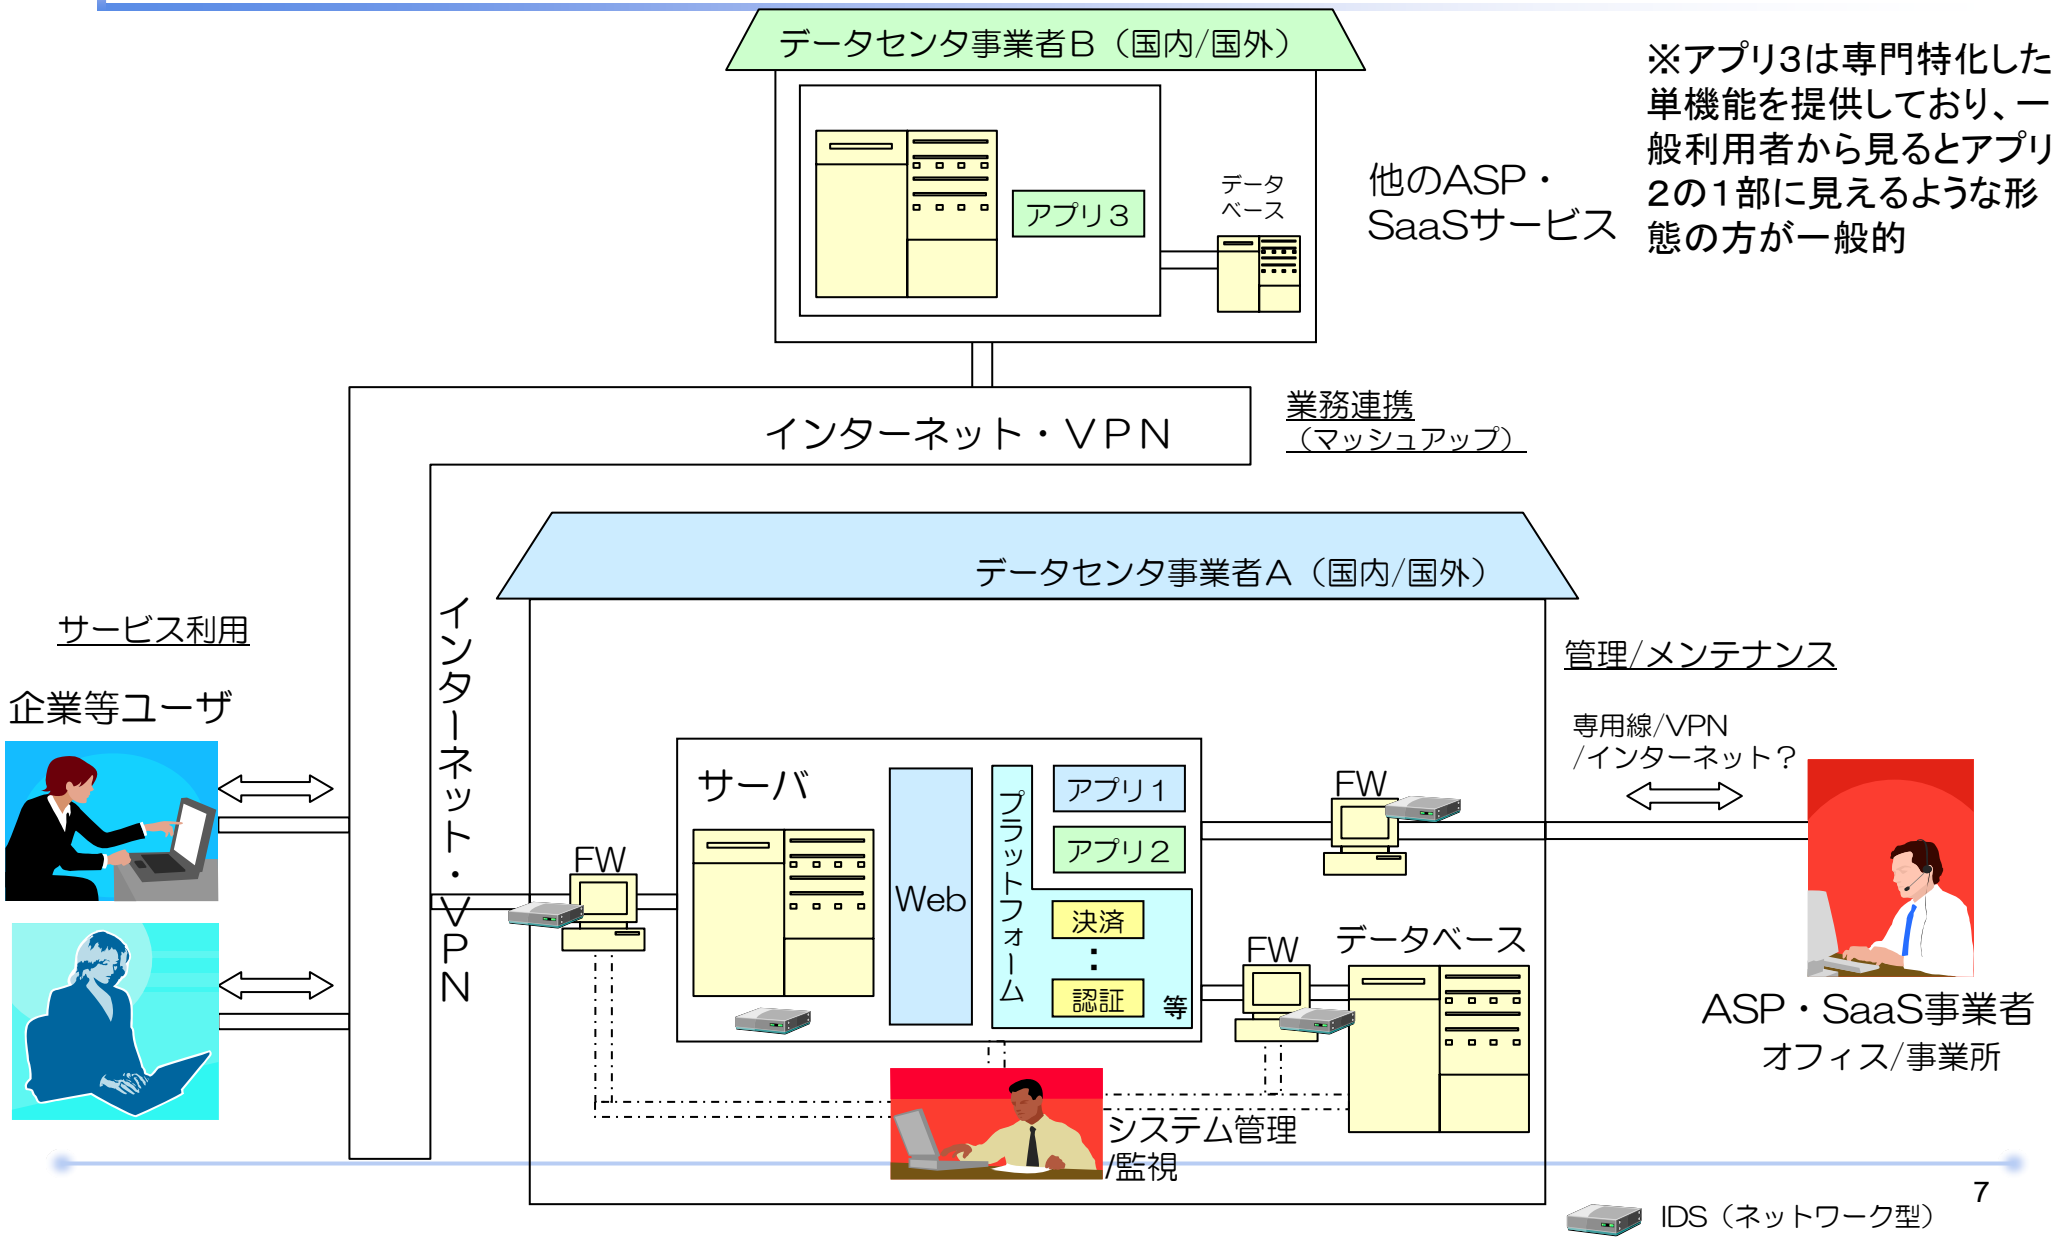 データセンタ事業者B（国内/国外）
※アプリ3は専門特化した
単機能を提供しており、一
般利用者から見るとアプリ
2の1部に見えるような形
態の方が一般的
他のASP・
SaaSサービス
アプリ3
データ
ベース
インターネット・VPN
業務連携
（マッシュアップ）
データセンタ事業者A（国内/国外）
サービス利用
企業等ユーザ
インターネット・VPN
管理/メンテナンス
専用線/VPN
/インターネット？
サーバ
Web
プラットフォーム
アプリ1
アプリ2
決済
：
認証
等
FW
FW
FW
データベース
ASP・SaaS事業者
オフィス/事業所
システム管理
/監視
7
IDS（ネットワーク型）